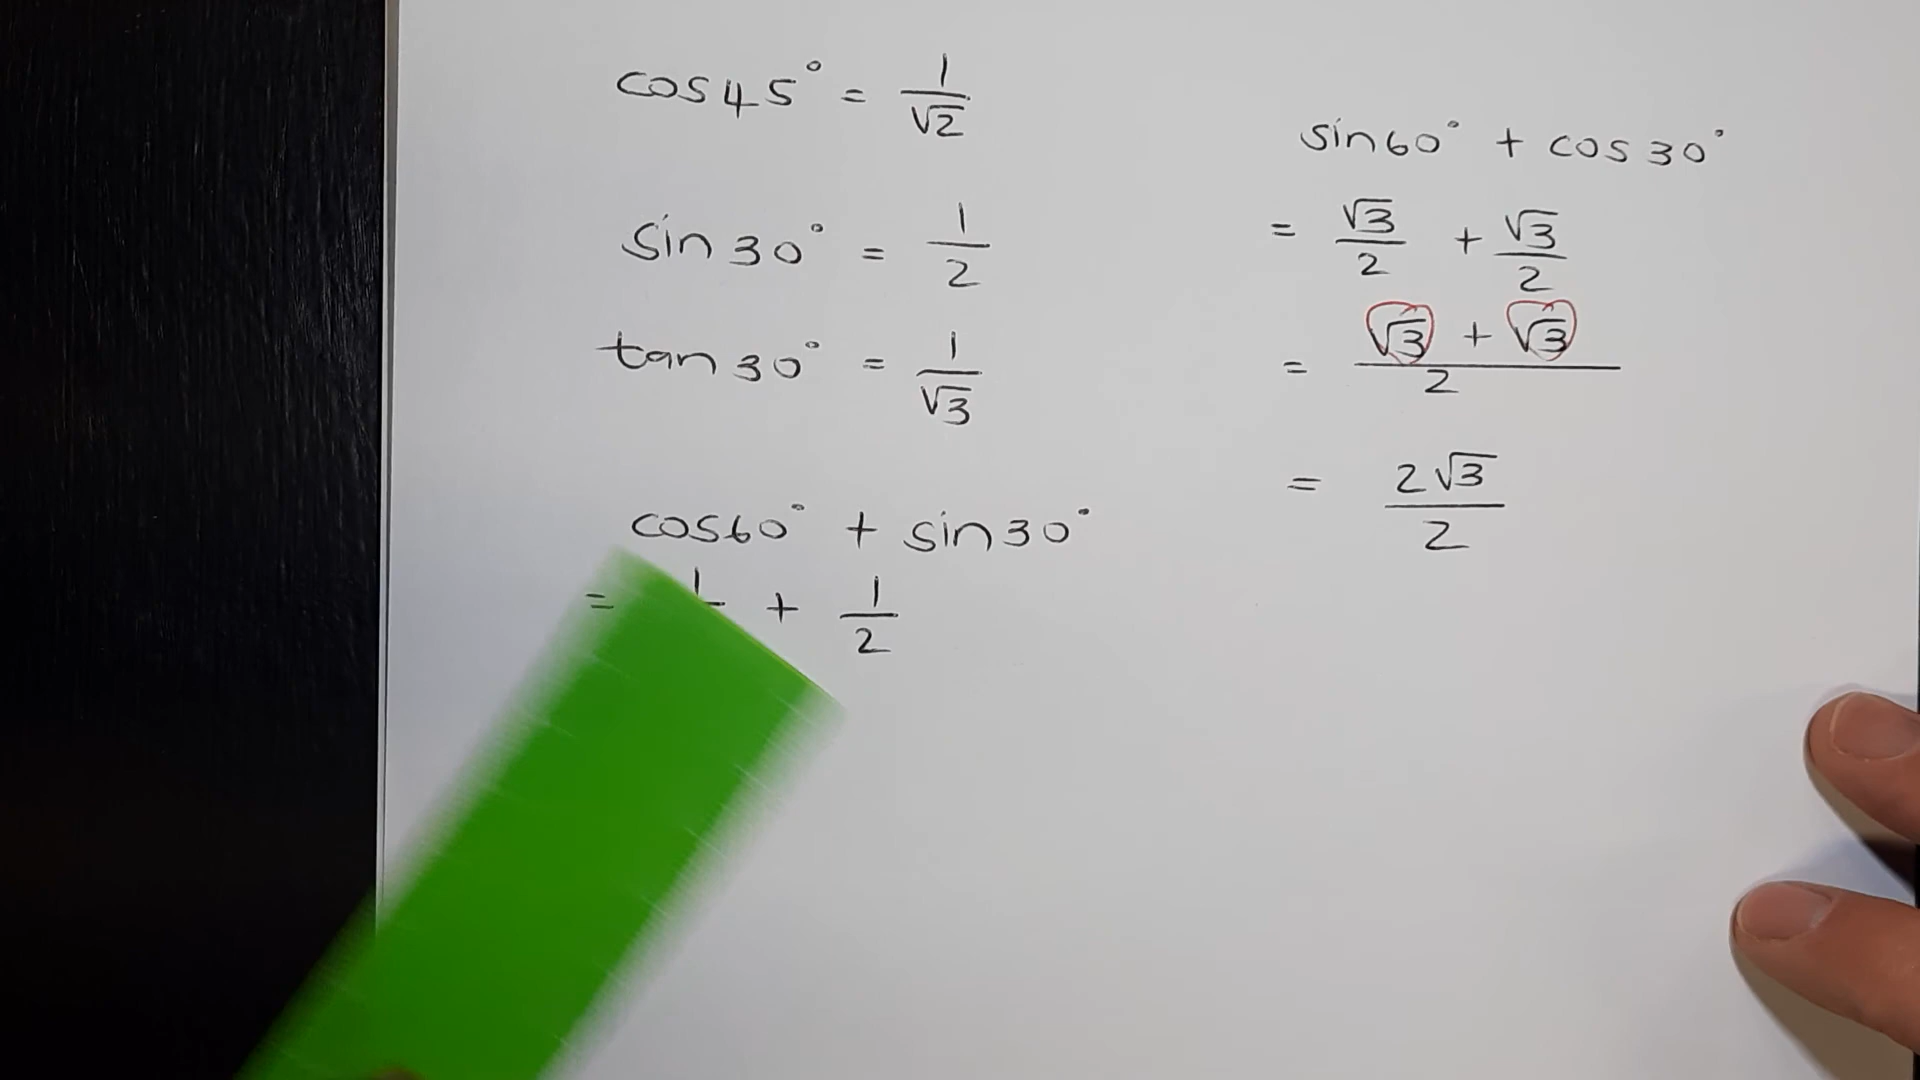 cos45° = 1/√2
sin30° = 1/2
tan30° = 1/√3
cos60° + sin30°
= 1 + 1/2
sin60° + cos30°
= √3/2 + √3/2
= (√3 + √3)/2
= 2√3/2